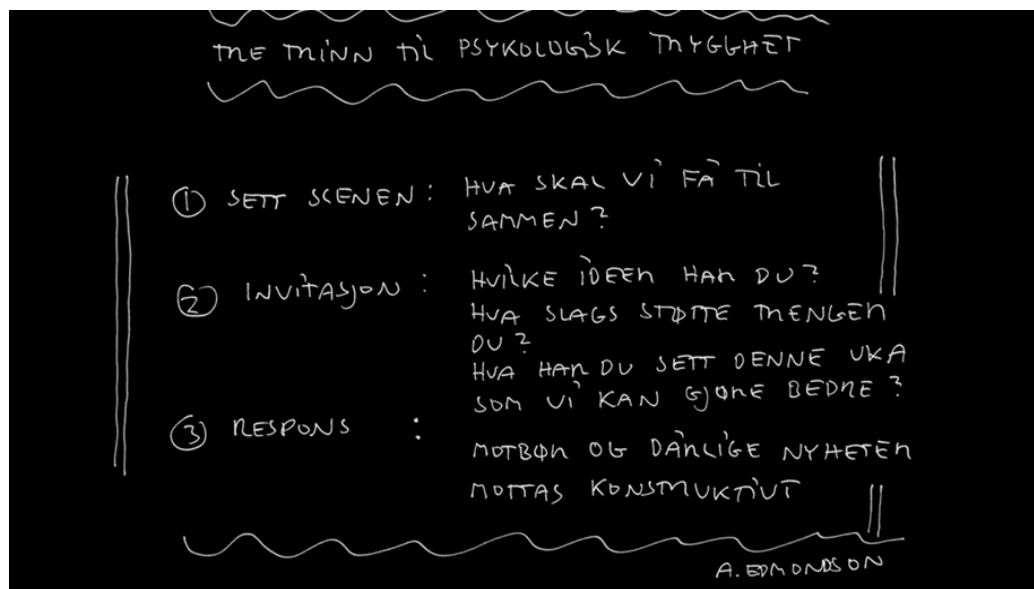 TRE TRINN TIL PSYKOLOGISK TRYGGHET
① SETT SCENEN: HVA SKAL VI FÅ TIL
SAMMEN?
② INVITASJON: HVILKE IDEER HAR DU?
HVA SLAGS STØTTE TRENGER
DU?
HVA HAR DU SETT DENNE UKA
SOM VI KAN GJØRE BEDRE?
③ RESPONS :
MOTBØR OG DÅRLIGE NYHETER
MOTTAS KONSTRUKTIVT
A. EDMONDSON